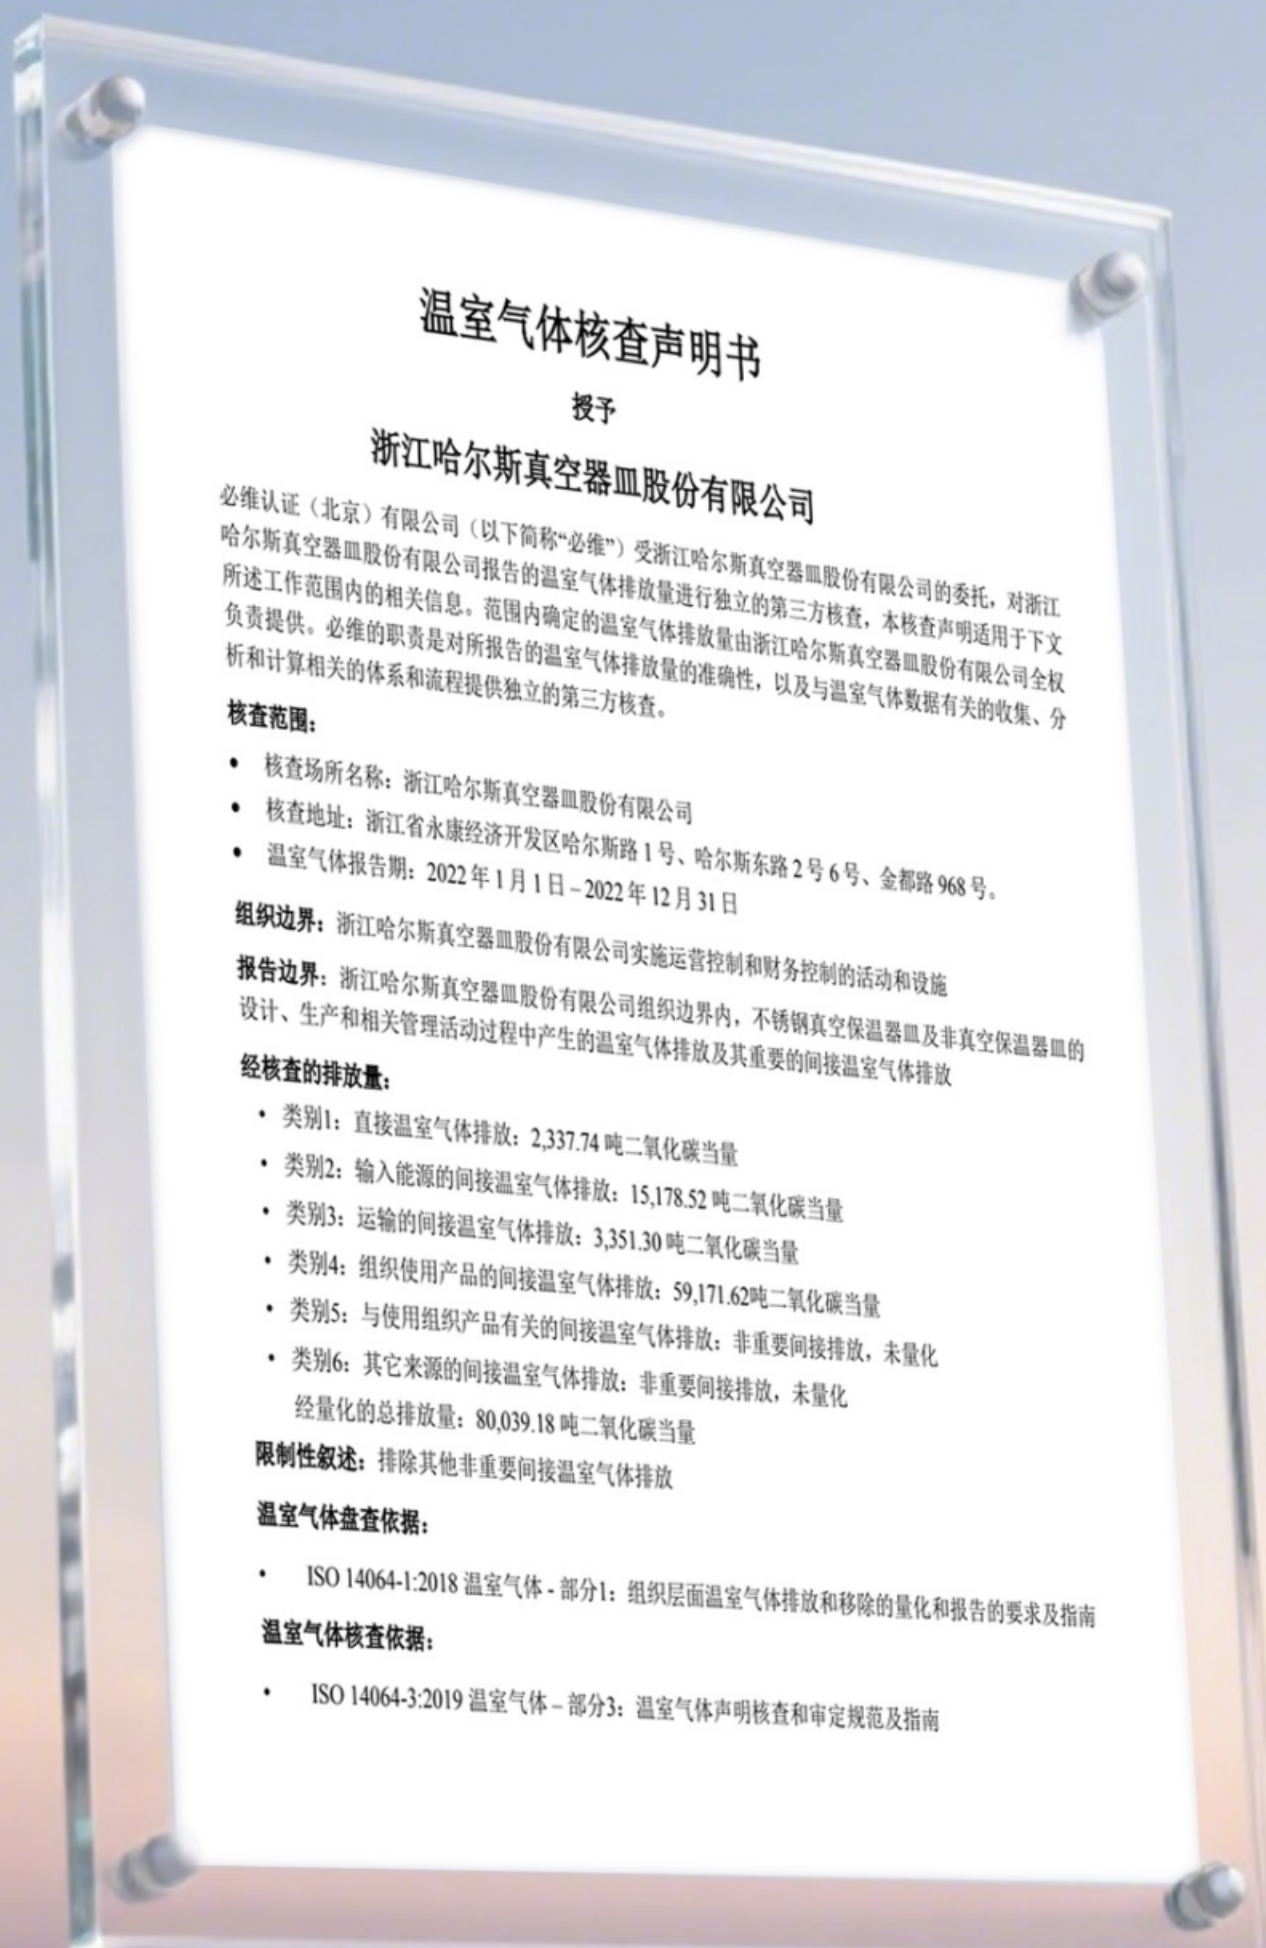 温室气体核查声明书
授予
浙江哈尔斯真空器皿股份有限公司
必维认证（北京）有限公司（以下简称“必维”）受浙江哈尔斯真空器皿股份有限公司的委托，对浙江
哈尔斯真空器皿股份有限公司报告的温室气体排放量进行独立的第三方核查，本核查声明适用于下文
所述工作范围内的相关信息。范围内确定的温室气体排放量由浙江哈尔斯真空器皿股份有限公司全权
负责提供。必维的职责是对所报告的温室气体排放量的准确性，以及与温室气体数据有关的收集、分
析和计算相关的体系和流程提供独立的第三方核查。
核查范围：
• 核查场所名称：浙江哈尔斯真空器皿股份有限公司
• 核查地址：浙江省永康经济开发区哈尔斯路 1 号、哈尔斯东路 2 号 6 号、金都路 968 号。
• 温室气体报告期：2022 年 1 月 1 日 – 2022 年 12 月 31 日
组织边界：浙江哈尔斯真空器皿股份有限公司实施运营控制和财务控制的活动和设施
报告边界：浙江哈尔斯真空器皿股份有限公司组织边界内，不锈钢真空保温器皿及非真空保温器皿的
设计、生产和相关管理活动过程中产生的温室气体排放及其重要的间接温室气体排放
经核查的排放量：
• 类别1：直接温室气体排放：2,337.74 吨二氧化碳当量
• 类别2：输入能源的间接温室气体排放：15,178.52 吨二氧化碳当量
• 类别3：运输的间接温室气体排放：3,351.30 吨二氧化碳当量
• 类别4：组织使用产品的间接温室气体排放：59,171.62吨二氧化碳当量
• 类别5：与使用组织产品有关的间接温室气体排放：非重要间接排放，未量化
• 类别6：其它来源的间接温室气体排放：非重要间接排放，未量化
经量化的总排放量：80,039.18 吨二氧化碳当量
限制性叙述：排除其他非重要间接温室气体排放
温室气体盘查依据：
• ISO 14064-1:2018 温室气体 - 部分1：组织层面温室气体排放和移除的量化和报告的要求及指南
温室气体核查依据：
• ISO 14064-3:2019 温室气体 – 部分3：温室气体声明核查和审定规范及指南